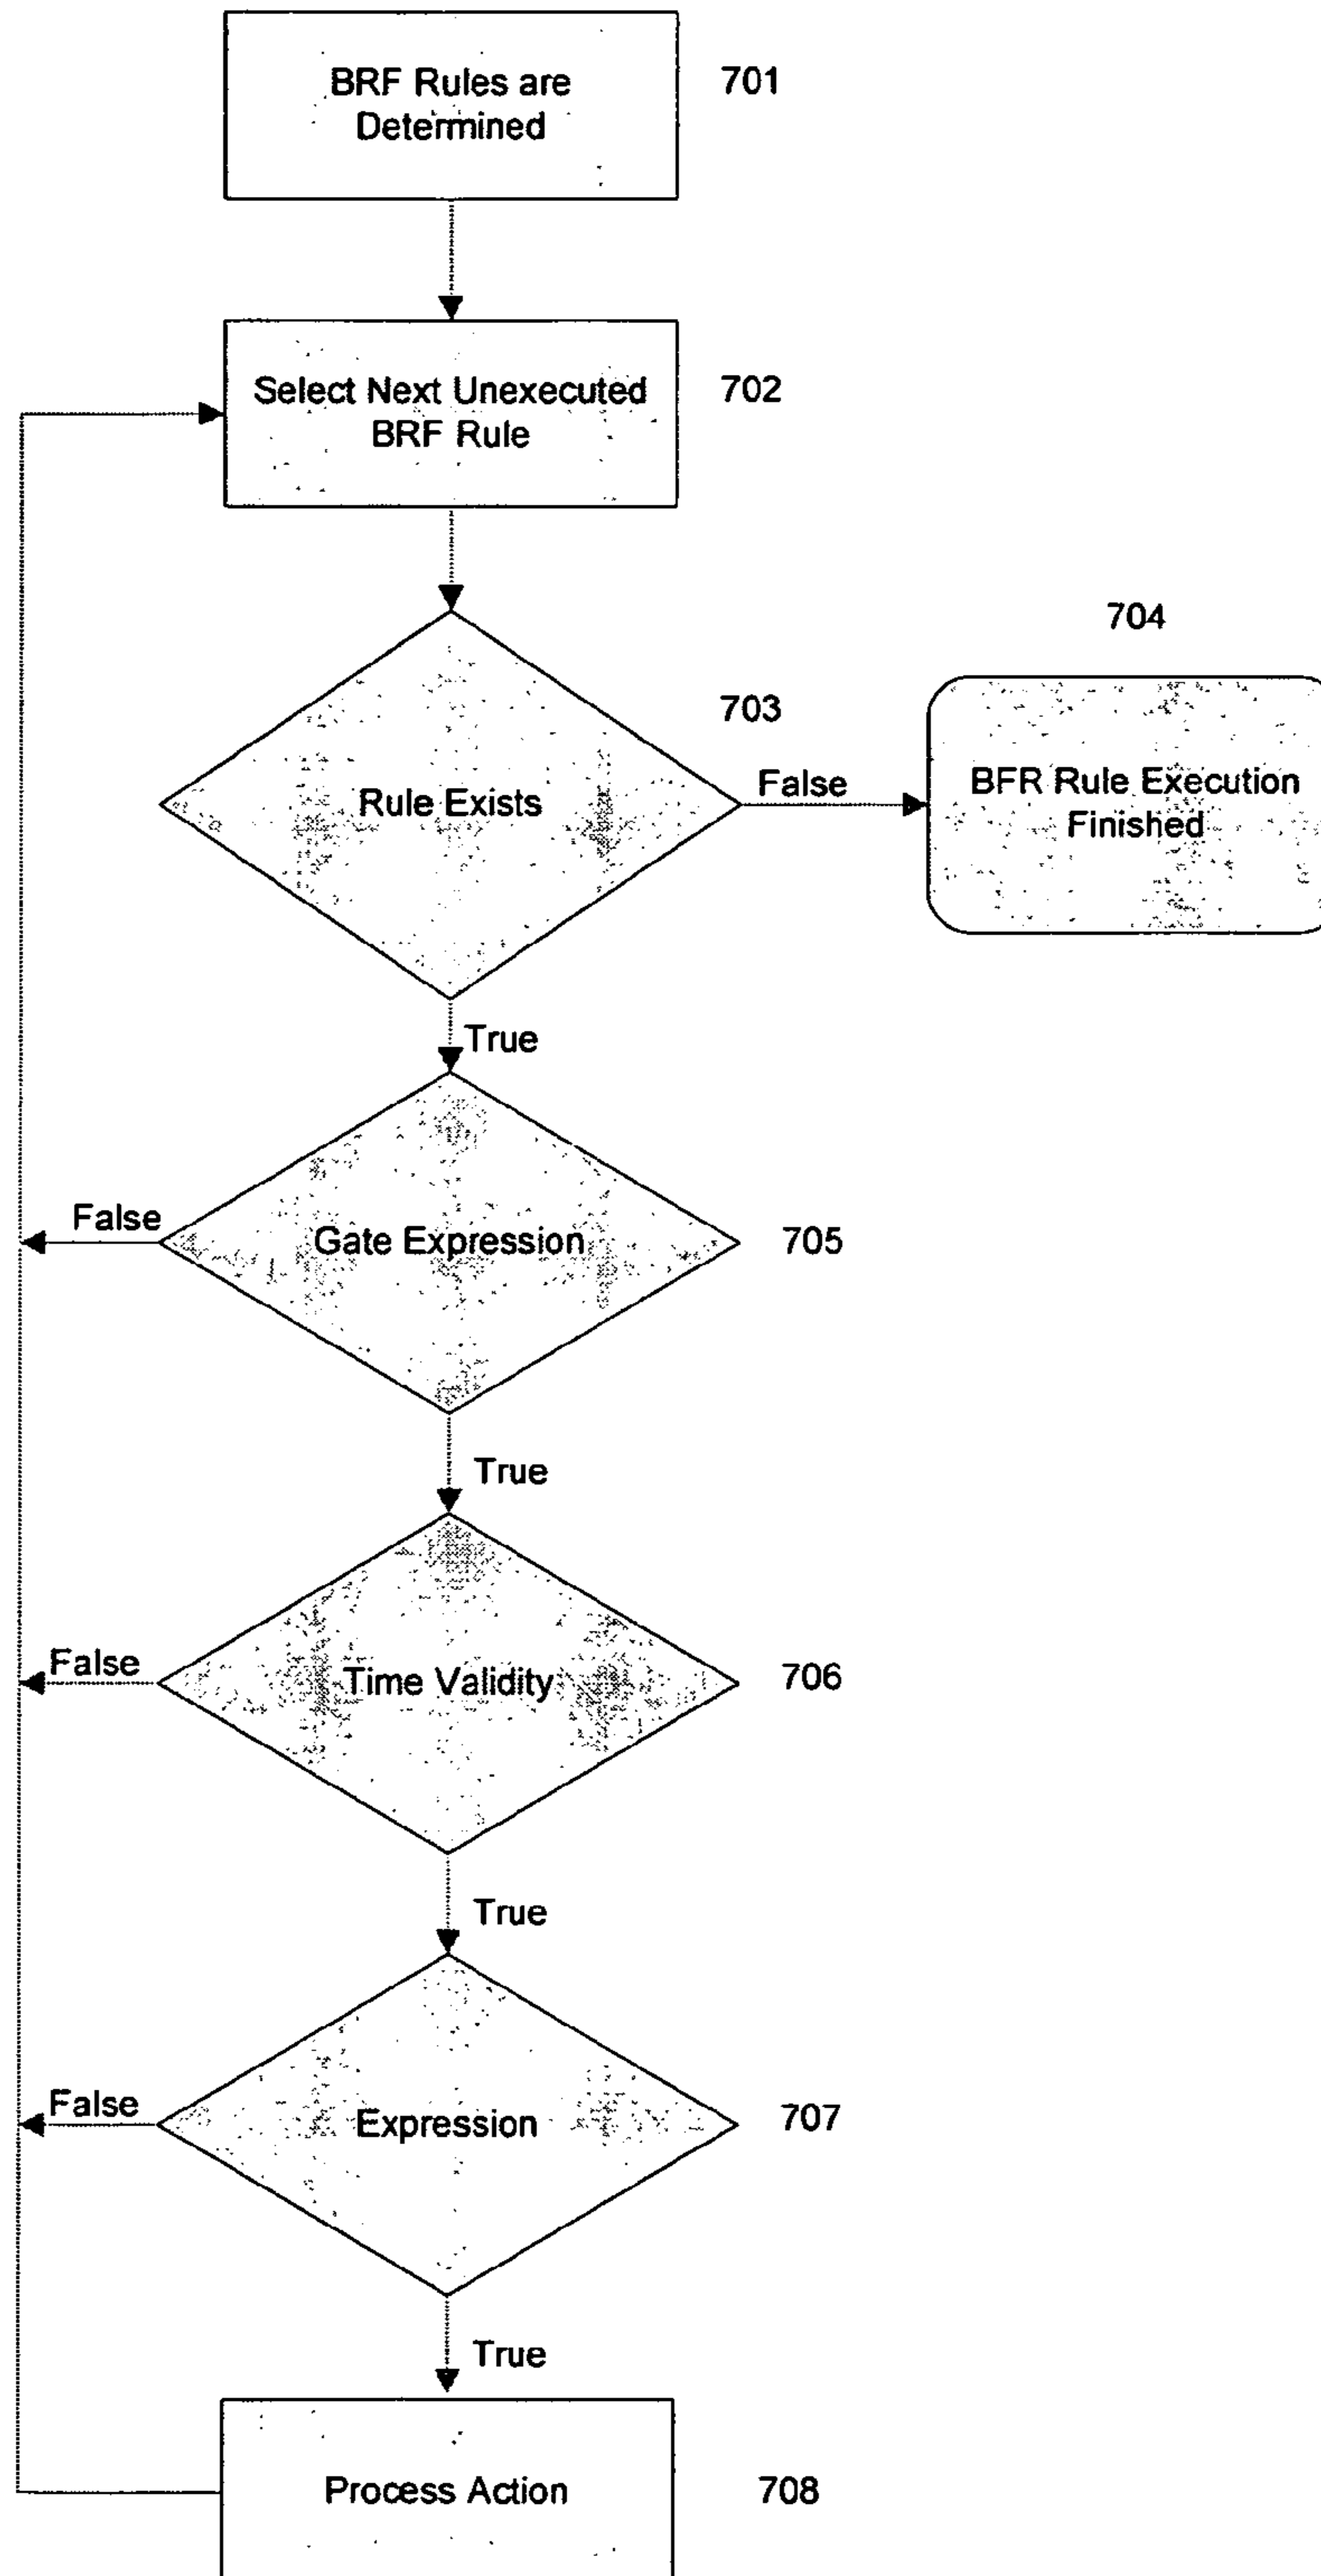 BRF Rules are
Determined
701
Select Next Unexecuted
BRF Rule
702
704
703
Rule Exists
False
BFR Rule Execution
Finished
True
False
Gate Expression
705
True
False
Time Validity
706
True
False
Expression
707
True
Process Action
708